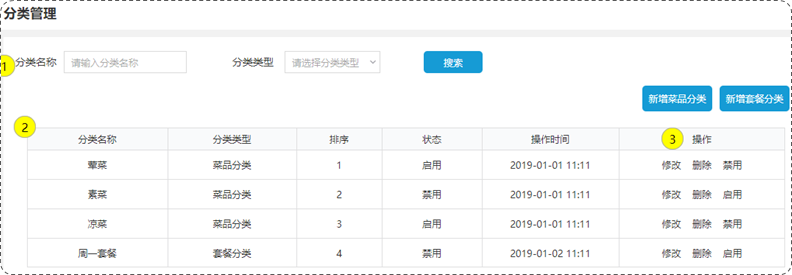 分类管理
1 分类名称 请输入分类名称 分类类型 请选择分类类型 搜索
新增菜品分类 新增套餐分类
2
分类名称 分类类型 排序 状态 操作时间 3 操作
荤菜 菜品分类 1 启用 2019-01-01 11:11 修改 删除 禁用
素菜 菜品分类 2 禁用 2019-01-01 11:11 修改 删除 启用
凉菜 菜品分类 3 启用 2019-01-01 11:11 修改 删除 禁用
周一套餐 套餐分类 4 禁用 2019-01-02 11:11 修改 删除 启用